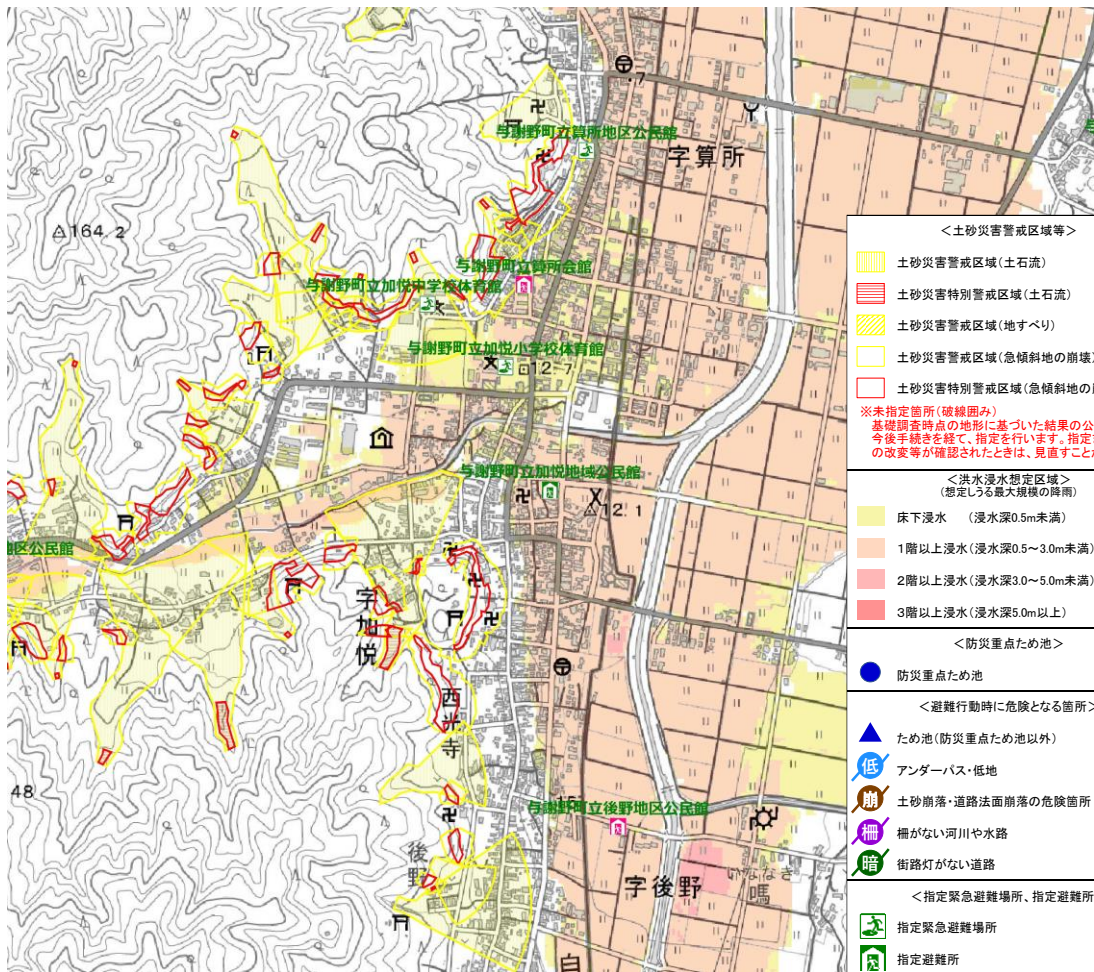 与謝野町立算所地区公民館
.7
字算所
△164.2
与謝野町立算所会館
与謝野町立加悦中学校体育館
与謝野町立加悦小学校体育館
12.7
与謝野町立加悦地域公民館
12.1
地区公民館
字加悦
西光寺
48
与謝野町立後野地区公民館
後野
字後野
いななき
嘴
白
＜土砂災害警戒区域等＞
土砂災害警戒区域(土石流)
土砂災害特別警戒区域(土石流)
土砂災害警戒区域(地すべり)
土砂災害警戒区域(急傾斜地の崩壊)
土砂災害特別警戒区域(急傾斜地の
※未指定箇所(破線囲み)
基礎調査時点の地形に基づいた結果の公
今後手続きを経て、指定を行います。指定
の改変等が確認されたときは、見直すことが
＜洪水浸水想定区域＞
(想定しうる最大規模の降雨)
床下浸水　(浸水深0.5m未満)
1階以上浸水(浸水深0.5～3.0m未満)
2階以上浸水(浸水深3.0～5.0m未満)
3階以上浸水(浸水深5.0m以上)
＜防災重点ため池＞
防災重点ため池
＜避難行動時に危険となる箇所＞
ため池(防災重点ため池以外)
低 アンダーパス・低地
崩 土砂崩落・道路法面崩落の危険箇所
柵 柵がない河川や水路
暗 街路灯がない道路
＜指定緊急避難場所、指定避難所
指定緊急避難場所
指定避難所